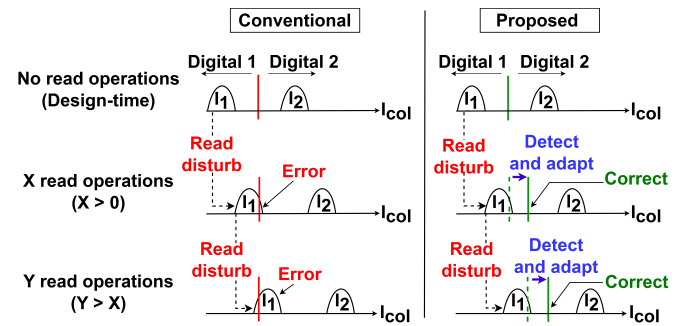 Conventional
Proposed
Digital 1 Digital 2
Digital 1 Digital 2
No read operations
(Design-time)
I1 I2 Icol
I1 I2 Icol
Read
disturb
Error
Read
disturb
Detect
and adapt
Correct
X read operations
(X > 0)
I1 I2 Icol
I1 I2 Icol
Read
disturb
Error
Read
disturb
Detect
and adapt
Correct
Y read operations
(Y > X)
I1 I2 Icol
I1 I2 Icol